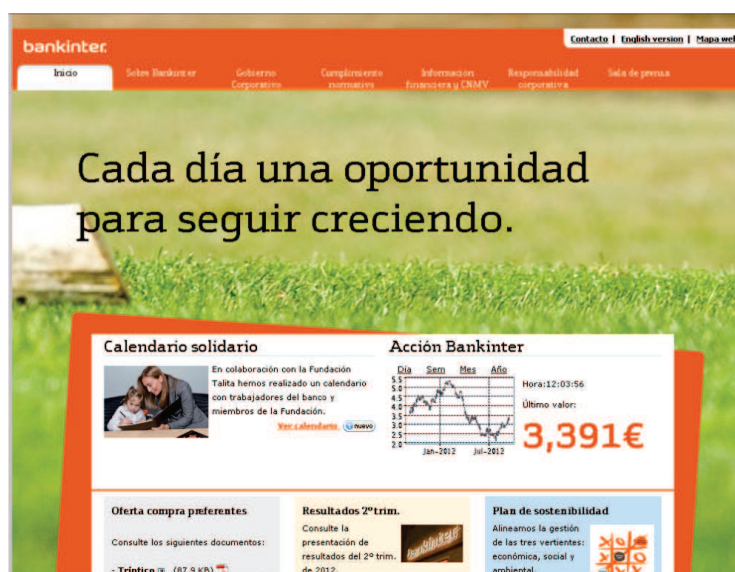 Contacto | English version | Mapa web
bankinter.
Inicio
Sobre Bankinter
Gobierno
Corporativo
Cumplimiento
normativo
Información
financiera y CNMV
Responsabilidad
corporativa
Sala de prensa
Cada día una oportunidad
para seguir creciendo.
Calendario solidario
En colaboración con la Fundación
Talita hemos realizado un calendario
con trabajadores del banco y
miembros de la Fundación.
Ver calendario nuevo
Acción Bankinter
Día Sem Mes Año
5.5
5.0
4.5
4.0
3.5
3.0
2.5
2.0
Jan-2012 Jul-2012
Hora:12:03:56
Último valor:
3,391€
Oferta compra preferentes
Consulte los siguientes documentos:
- Tríptico (87,9 KB)
Resultados 2º trim.
Consulte la
presentación de
resultados del 2º trim.
de 2012.
bankinter
Plan de sostenibilidad
Alineamos la gestión
de las tres vertientes:
económica, social y
ambiental.